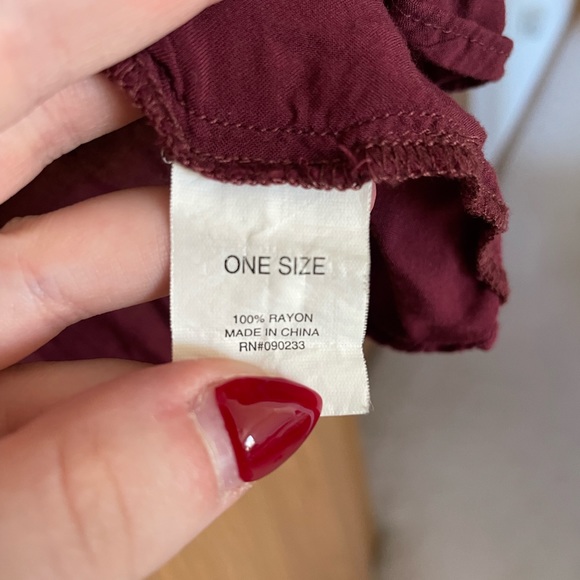 ONE SIZE
100% RAYON
MADE IN CHINA
RN#090233